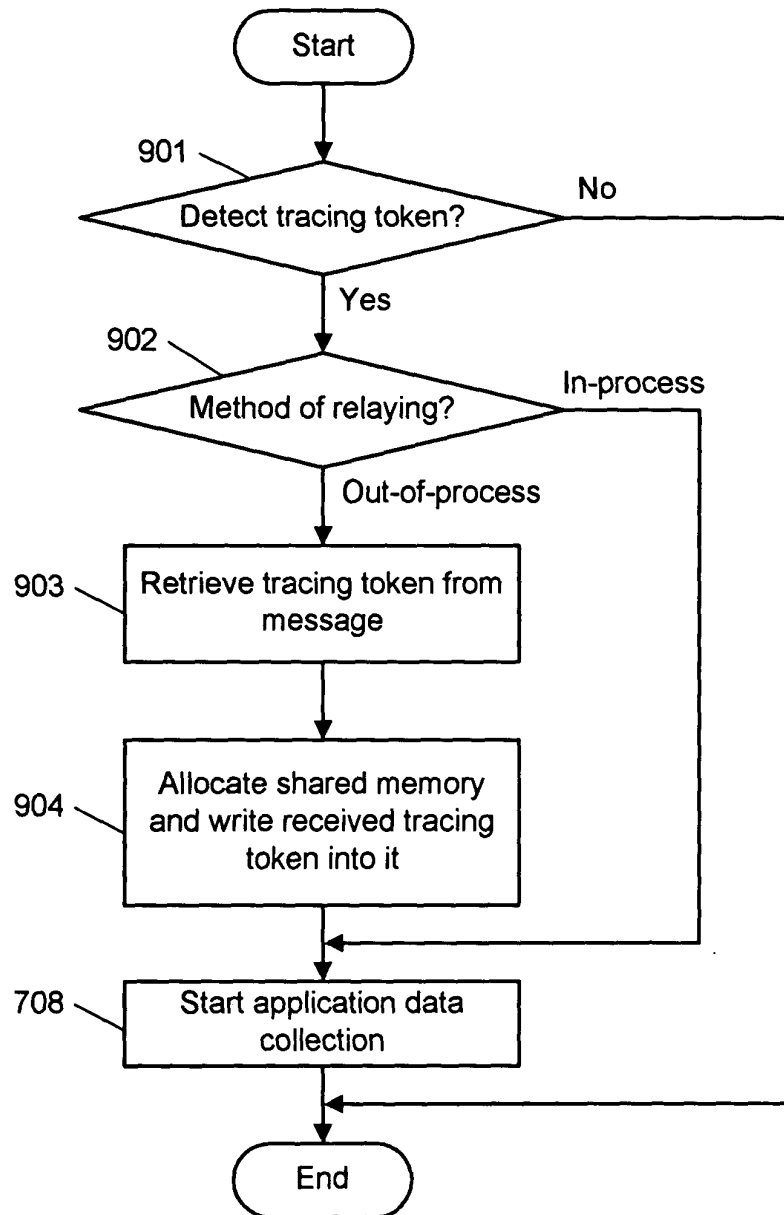 Start
901
Detect tracing token?
No
Yes
902
Method of relaying?
In-process
Out-of-process
903
Retrieve tracing token from
message
904
Allocate shared memory
and write received tracing
token into it
708
Start application data
collection
End